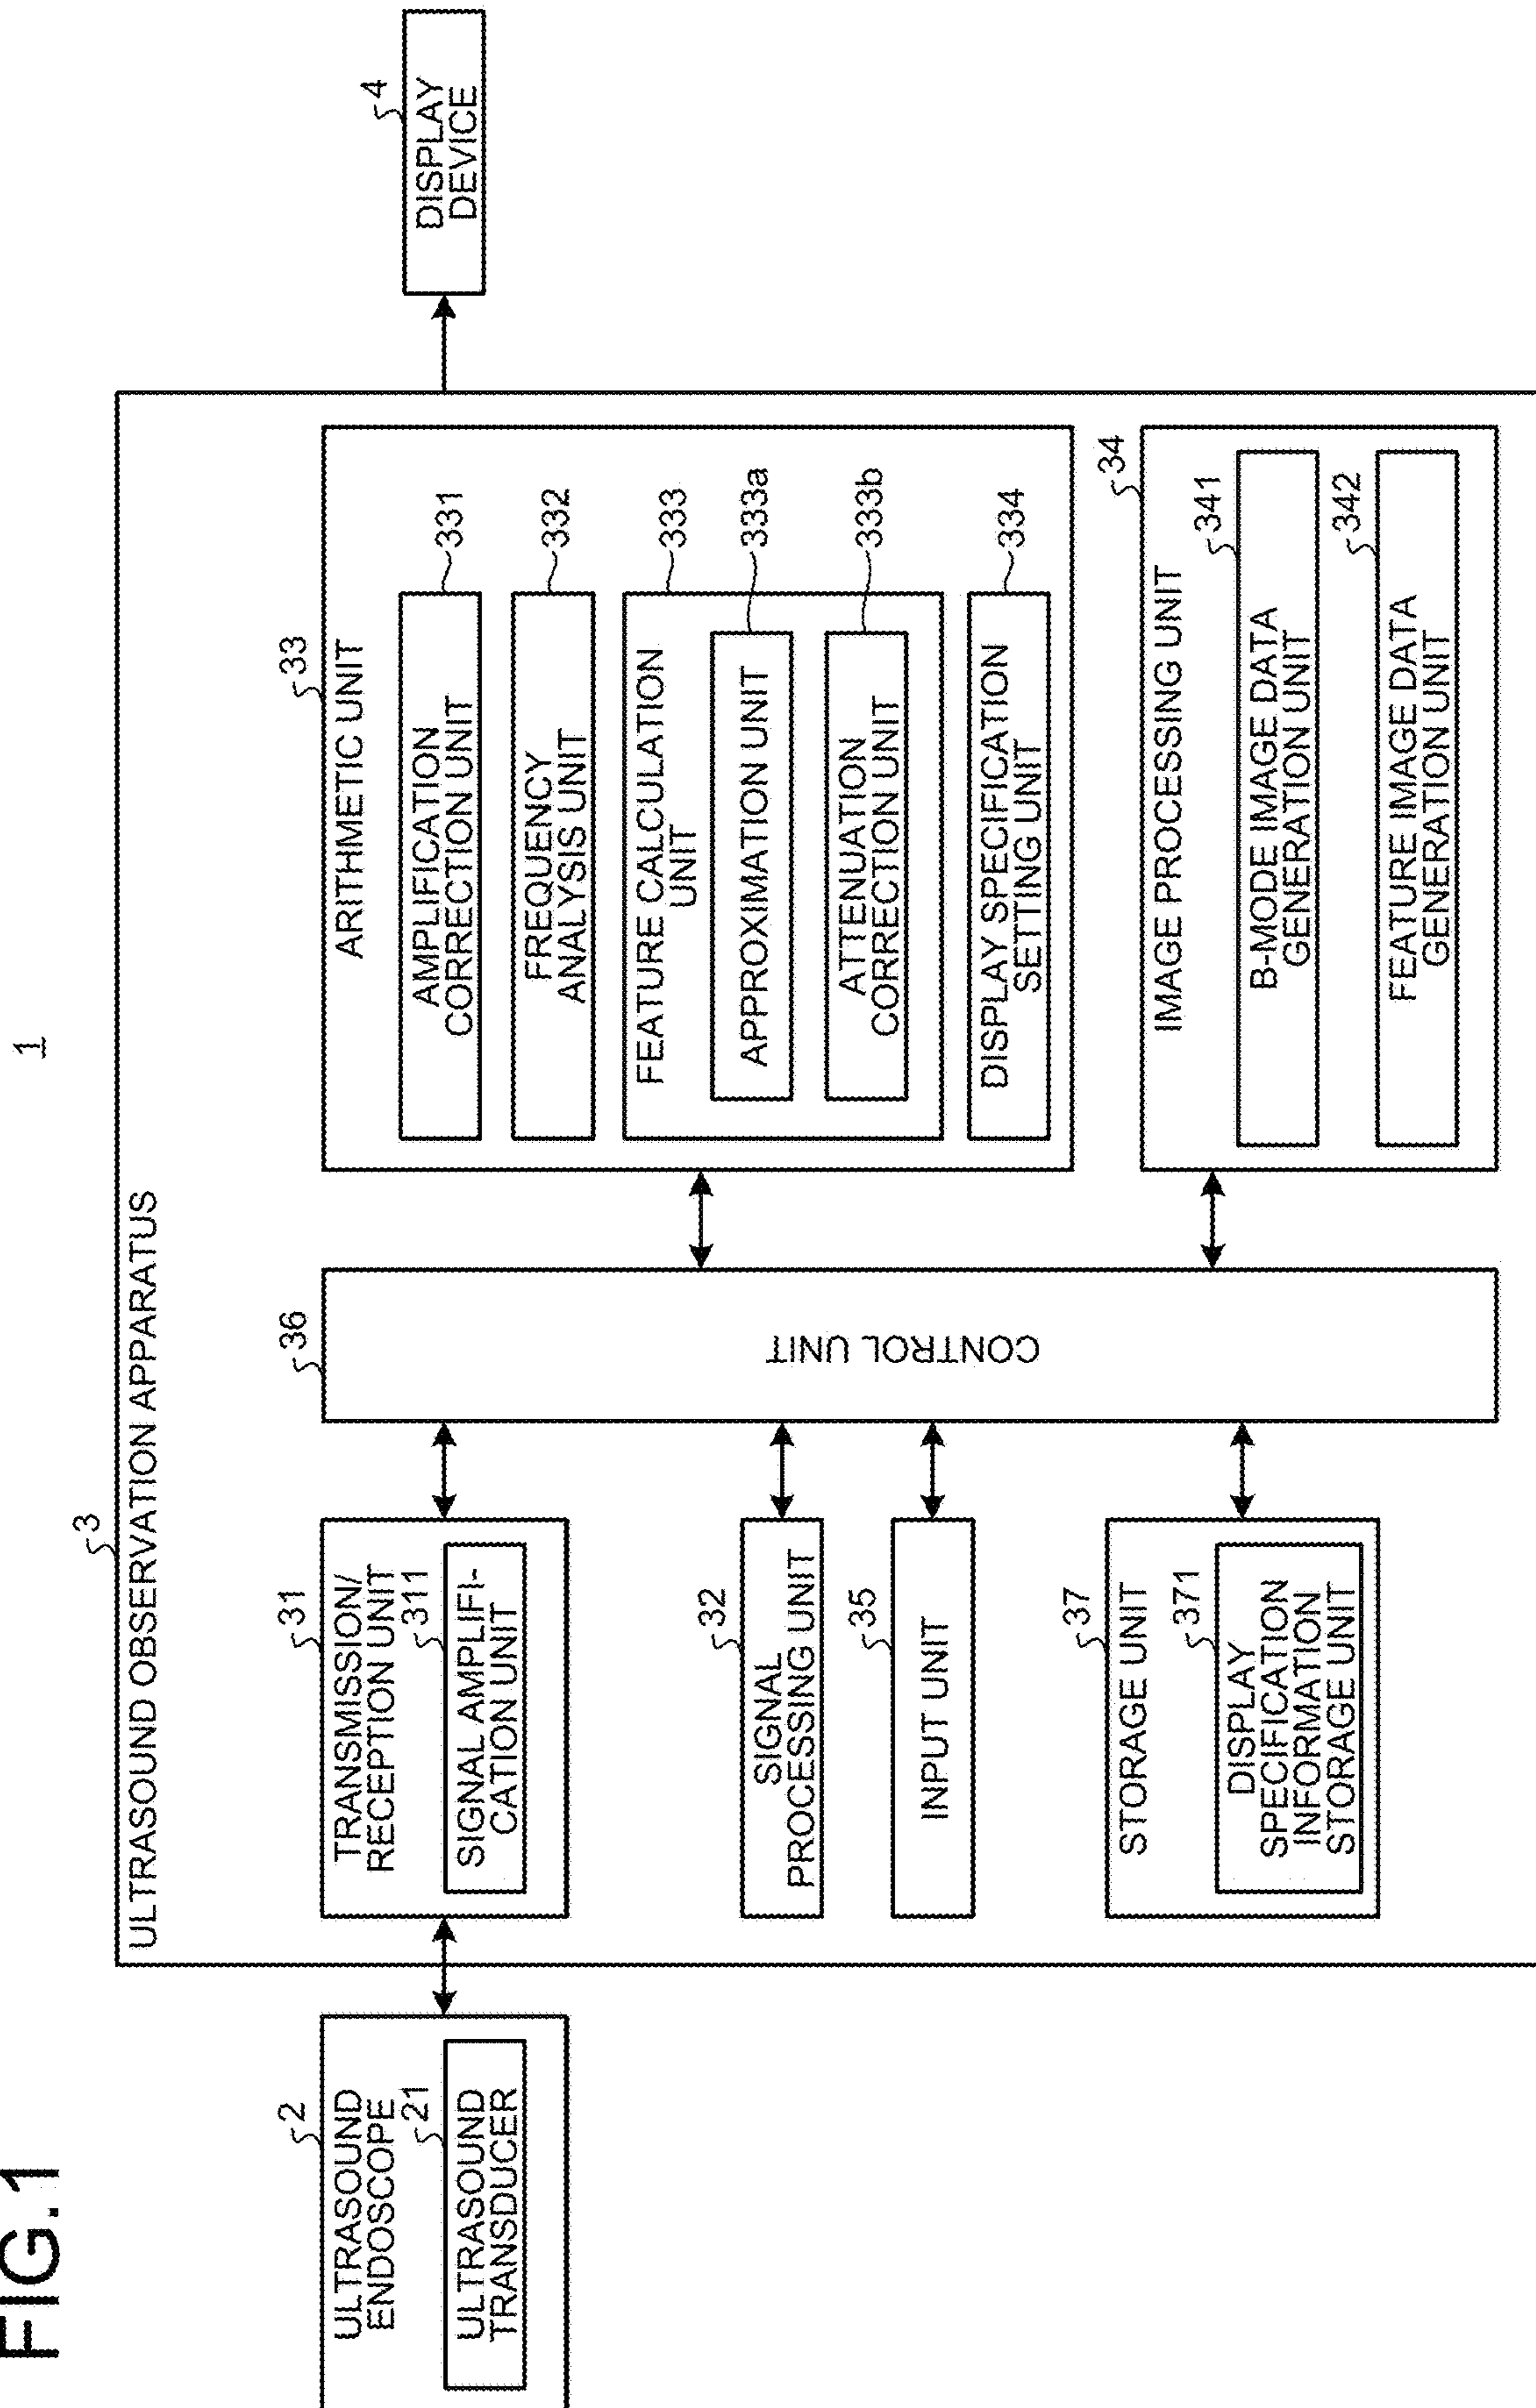 FIG.1
1
2
ULTRASOUND
ENDOSCOPE
21
ULTRASOUND
TRANSDUCER
3
ULTRASOUND OBSERVATION APPARATUS
31
TRANSMISSION/
RECEPTION UNIT
311
SIGNAL AMPLIFI-
CATION UNIT
32
SIGNAL
PROCESSING UNIT
35
INPUT UNIT
37
STORAGE UNIT
371
DISPLAY
SPECIFICATION
INFORMATION
STORAGE UNIT
36
CONTROL UNIT
33
ARITHMETIC UNIT
AMPLIFICATION
CORRECTION UNIT
331
FREQUENCY
ANALYSIS UNIT
332
FEATURE CALCULATION
UNIT
333
APPROXIMATION UNIT
333a
ATTENUATION
CORRECTION UNIT
333b
DISPLAY SPECIFICATION
SETTING UNIT
334
34
IMAGE PROCESSING UNIT
341
B-MODE IMAGE DATA
GENERATION UNIT
342
FEATURE IMAGE DATA
GENERATION UNIT
4
DISPLAY
DEVICE